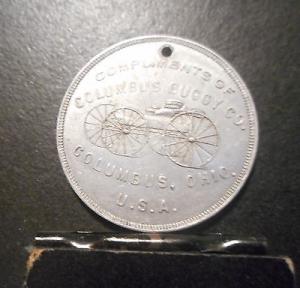 COMPLIMENTS OF
COLUMBUS BUGGY CO.
COLUMBUS, OHIO,
U.S.A.